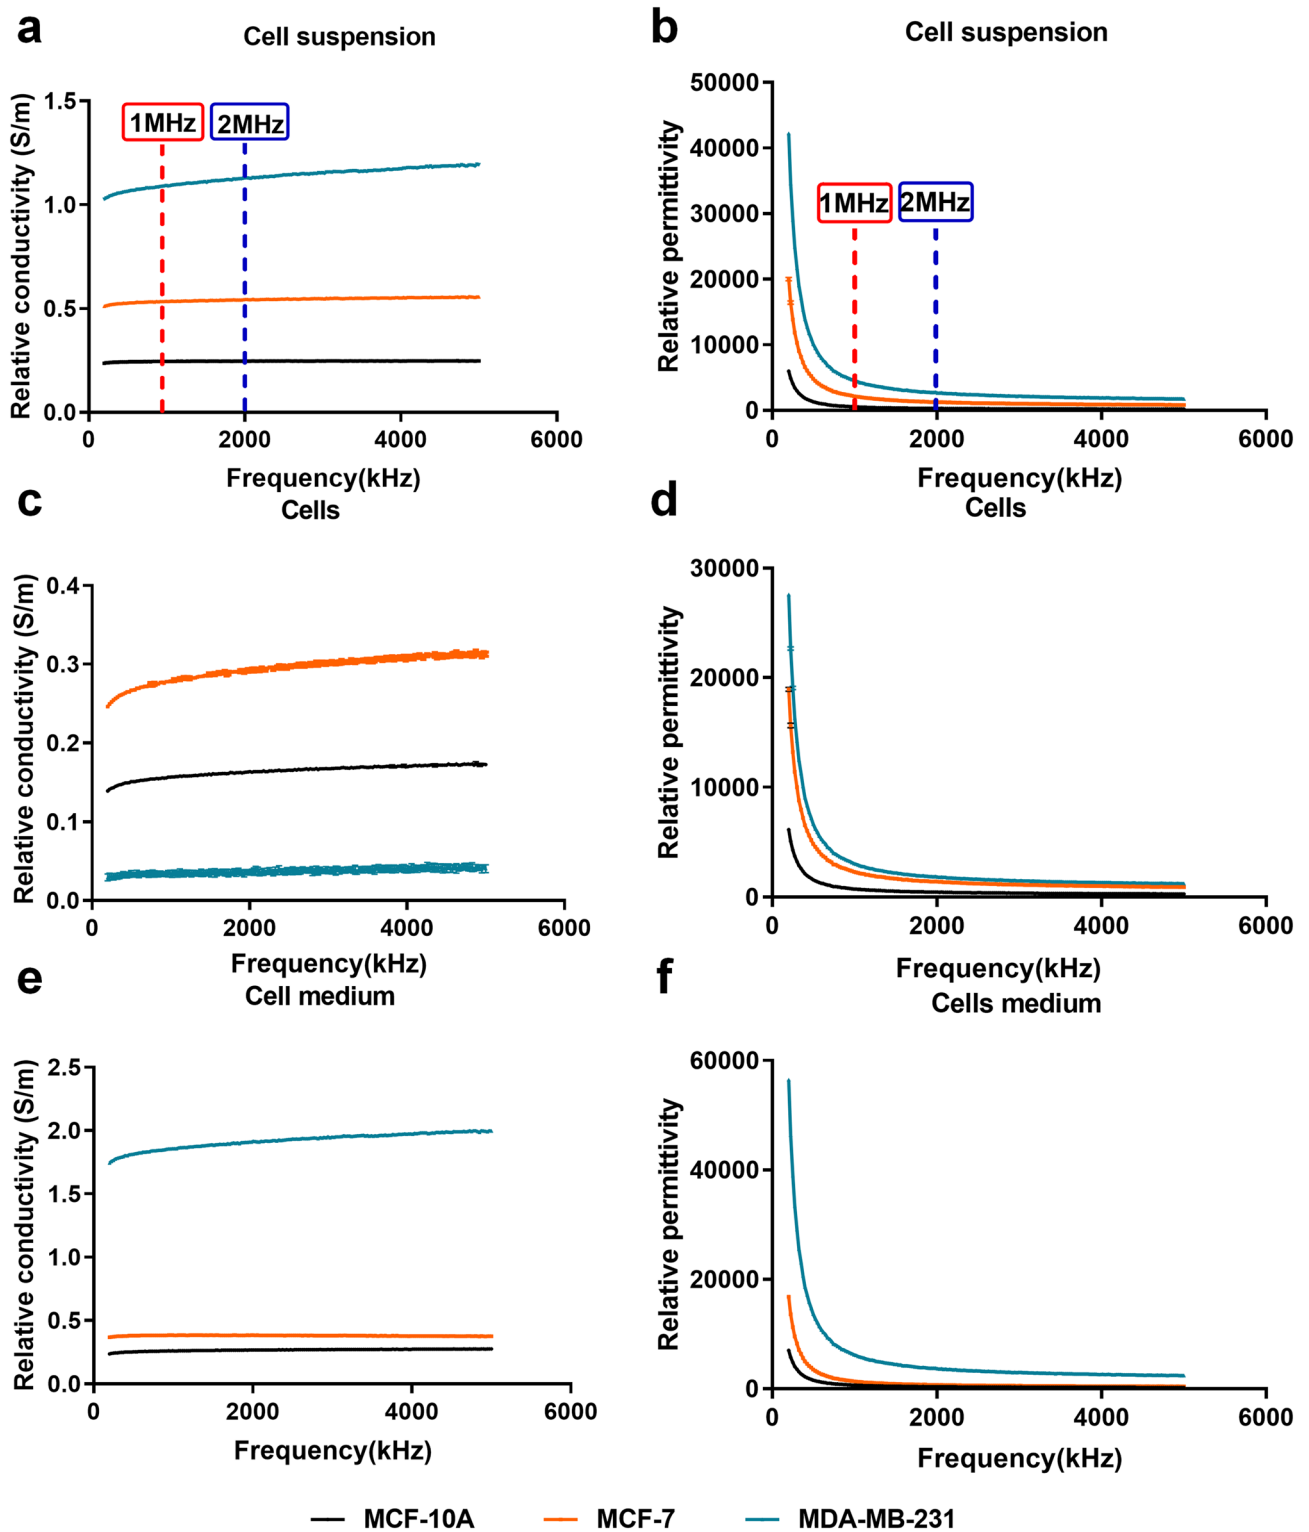 a
Cell suspension
Relative conductivity (S/m)
1.5
1.0
0.5
0.0
1MHz
2MHz
0
2000
4000
6000
Frequency(kHz)
b
Cell suspension
Relative permittivity
50000
40000
30000
20000
10000
0
1MHz
2MHz
0
2000
4000
6000
Frequency(kHz)
c
Cells
Relative conductivity (S/m)
0.4
0.3
0.2
0.1
0.0
0
2000
4000
6000
Frequency(kHz)
d
Cells
Relative permittivity
30000
20000
10000
0
0
2000
4000
6000
Frequency(kHz)
e
Cell medium
Relative conductivity (S/m)
2.5
2.0
1.5
1.0
0.5
0.0
0
2000
4000
6000
Frequency(kHz)
f
Cells medium
Relative permittivity
60000
40000
20000
0
0
2000
4000
6000
Frequency(kHz)
MCF-10A
MCF-7
MDA-MB-231